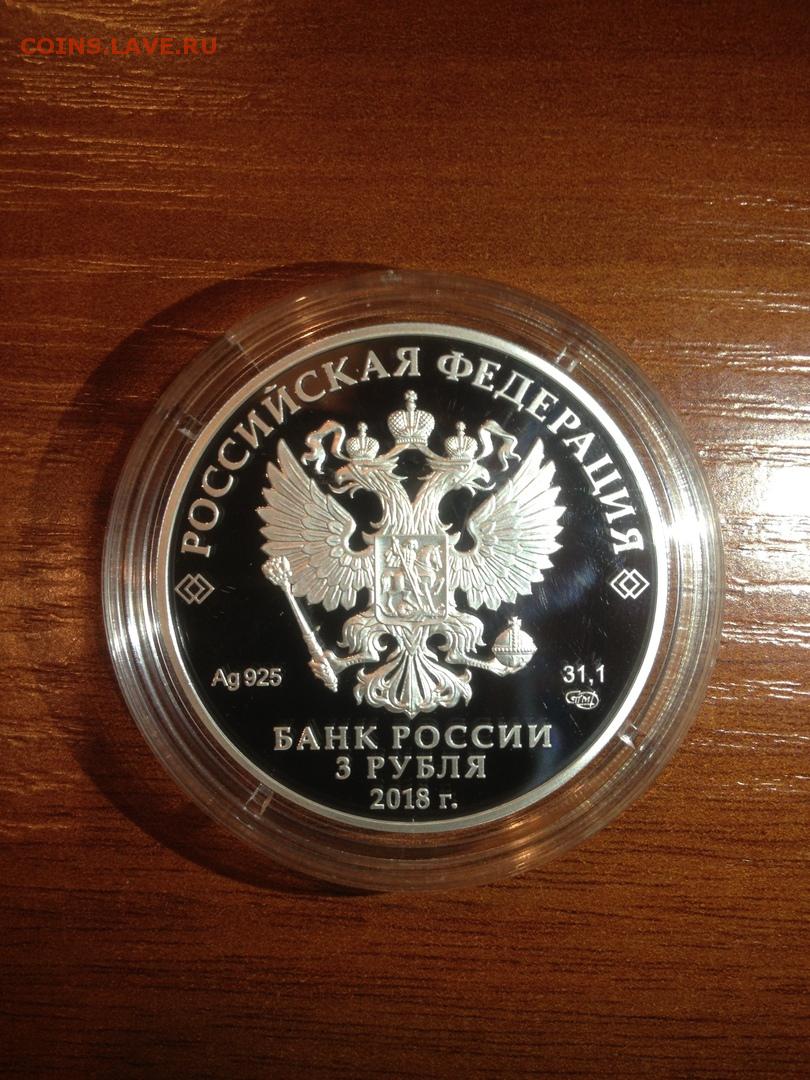 COINS.LAVE.RU
РОССИЙСКАЯ ФЕДЕРАЦИЯ
Ag 925
31,1
БАНК РОССИИ
3 РУБЛЯ
2018 г.